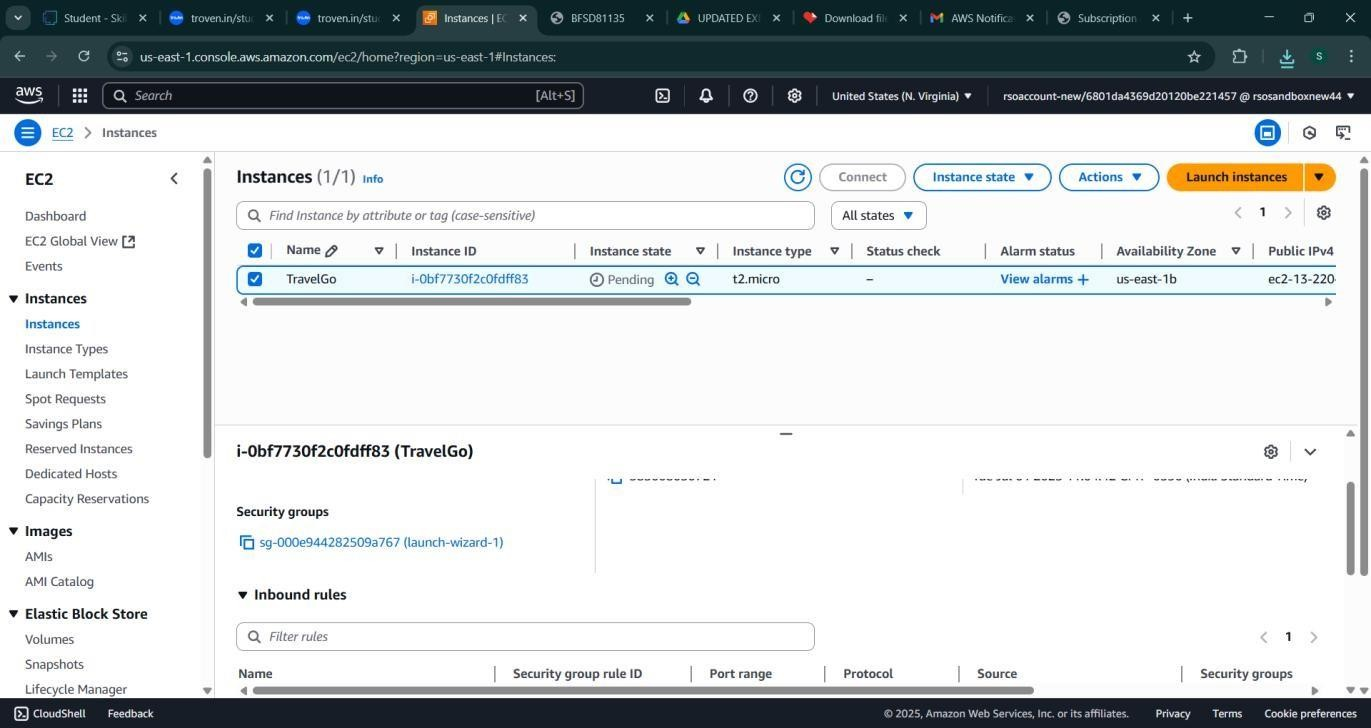 Student - Skil
troven.in/stud
troven.in/stud
Instances | EC
BFSD81135
UPDATED EXP
Download file
AWS Notifica
Subscription
us-east-1.console.aws.amazon.com/ec2/home?region=us-east-1#Instances:
S
aws
Search
[Alt+S]
United States (N. Virginia)
rsoaccount-new/6801da4369d20120be221457 @ rsosandboxnew44
EC2
Instances
EC2
Dashboard
EC2 Global View
Events
Instances
Instances
Instance Types
Launch Templates
Spot Requests
Savings Plans
Reserved Instances
Dedicated Hosts
Capacity Reservations
Images
AMIs
AMI Catalog
Elastic Block Store
Volumes
Snapshots
Lifecycle Manager
Instances (1/1) Info
Connect
Instance state
Actions
Launch instances
Find Instance by attribute or tag (case-sensitive)
All states
1
Name
Instance ID
Instance state
Instance type
Status check
Alarm status
Availability Zone
Public IPv4
TravelGo
i-0bf7730f2c0fdff83
Pending
t2.micro
–
View alarms +
us-east-1b
ec2-13-220-
i-0bf7730f2c0fdff83 (TravelGo)
Security groups
sg-000e944282509a767 (launch-wizard-1)
Inbound rules
Filter rules
1
Name
Security group rule ID
Port range
Protocol
Source
Security groups
CloudShell
Feedback
© 2025, Amazon Web Services, Inc. or its affiliates.
Privacy
Terms
Cookie preferences